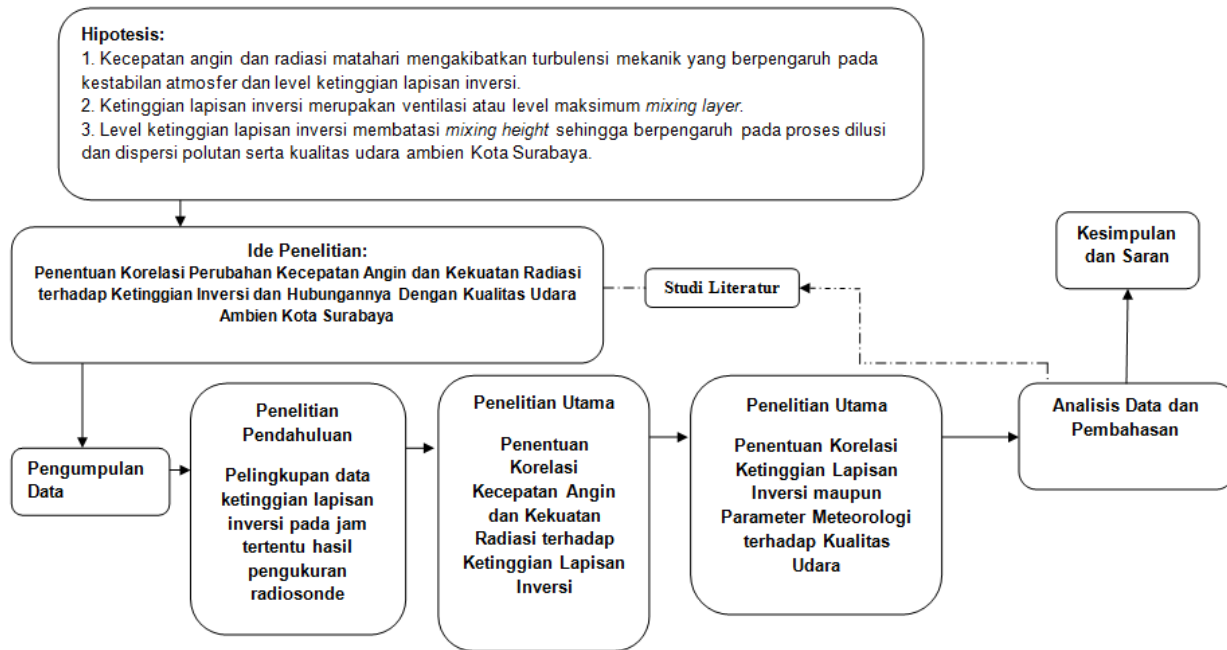 Hipotesis:
1. Kecepatan angin dan radiasi matahari mengakibatkan turbulensi mekanik yang berpengaruh pada
kestabilan atmosfer dan level ketinggian lapisan inversi.
2. Ketinggian lapisan inversi merupakan ventilasi atau level maksimum mixing layer.
3. Level ketinggian lapisan inversi membatasi mixing height sehingga berpengaruh pada proses dilusi
dan dispersi polutan serta kualitas udara ambien Kota Surabaya.
Ide Penelitian:
Penentuan Korelasi Perubahan Kecepatan Angin dan Kekuatan Radiasi
terhadap Ketinggian Inversi dan Hubungannya Dengan Kualitas Udara
Ambien Kota Surabaya
Studi Literatur
Kesimpulan
dan Saran
Pengumpulan
Data
Penelitian
Pendahuluan
Pelingkupan data
ketinggian lapisan
inversi pada jam
tertentu hasil
pengukuran
radiosonde
Penelitian Utama
Penentuan
Korelasi
Kecepatan Angin
dan Kekuatan
Radiasi terhadap
Ketinggian Lapisan
Inversi
Penelitian Utama
Penentuan Korelasi
Ketinggian Lapisan
Inversi maupun
Parameter Meteorologi
terhadap Kualitas
Udara
Analisis Data dan
Pembahasan